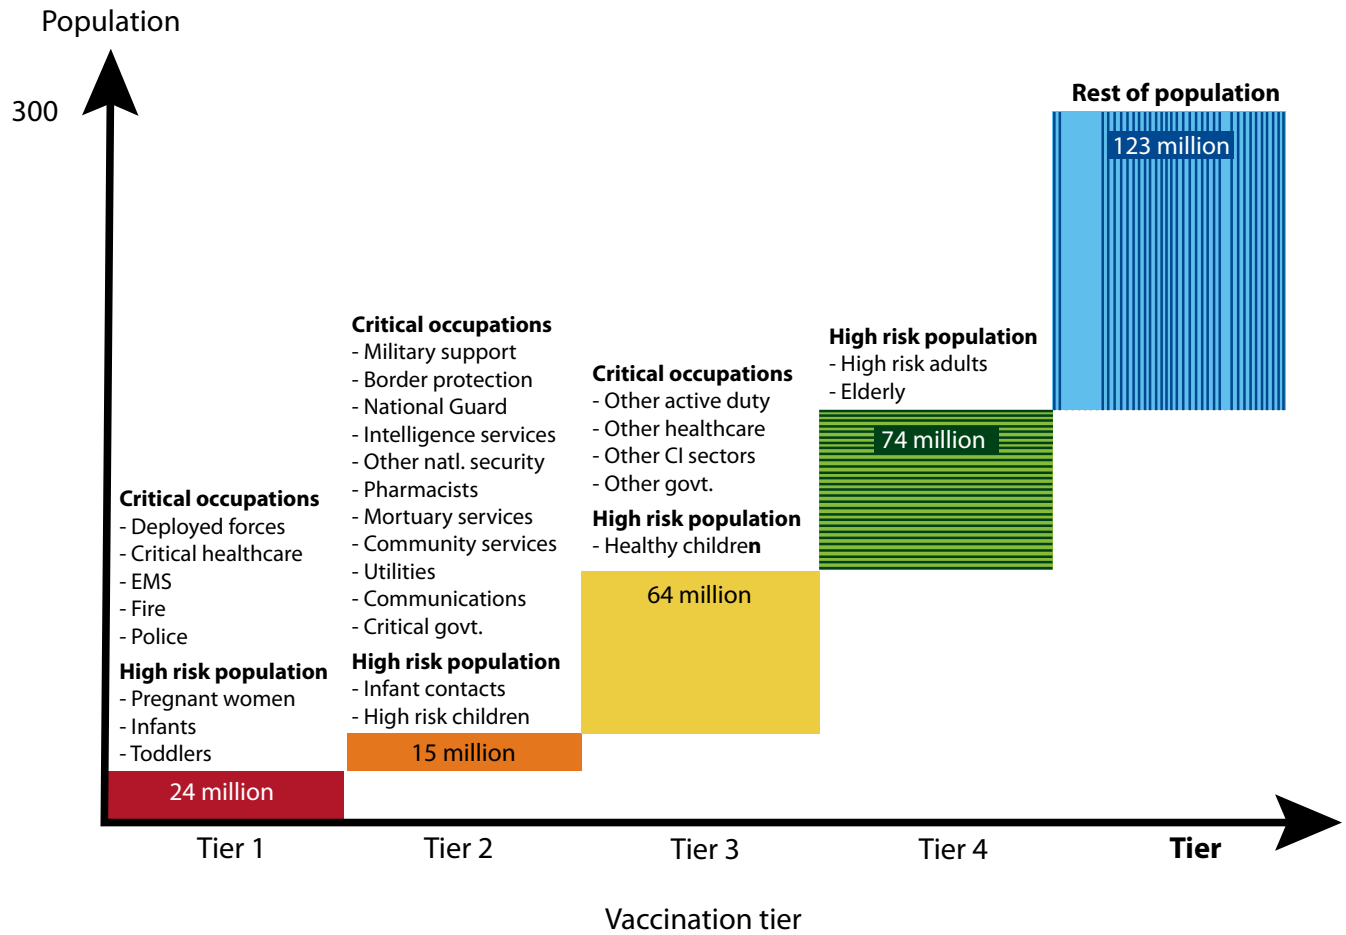 Population
300
Rest of population
123 million
High risk population
- High risk adults
- Elderly
74 million
Critical occupations
- Other active duty
- Other healthcare
- Other CI sectors
- Other govt.
High risk population
- Healthy children
64 million
Critical occupations
- Military support
- Border protection
- National Guard
- Intelligence services
- Other natl. security
- Pharmacists
- Mortuary services
- Community services
- Utilities
- Communications
- Critical govt.
High risk population
- Infant contacts
- High risk children
15 million
Critical occupations
- Deployed forces
- Critical healthcare
- EMS
- Fire
- Police
High risk population
- Pregnant women
- Infants
- Toddlers
24 million
Tier 1
Tier 2
Tier 3
Tier 4
Tier
Vaccination tier